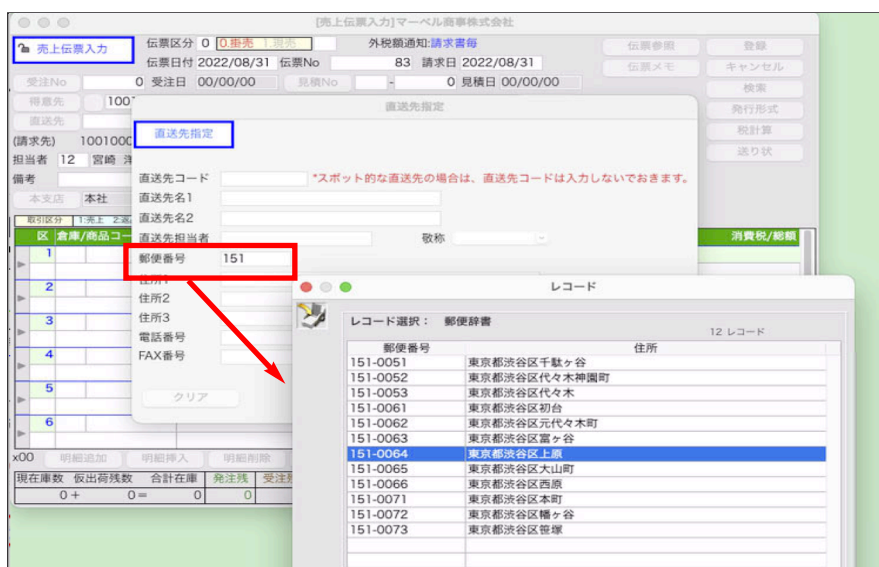 [売上伝票入力]マーベル商事株式会社
売上伝票入力
伝票区分 0 0.掛売 1.現売 外税額通知:請求書毎
伝票参照 登録
伝票日付 2022/08/31 伝票No 83 請求日 2022/08/31
伝票メモ キャンセル
受注No 0 受注日 00/00/00 見積No - 0 見積日 00/00/00
検索
得意先 1001
直送先指定
発行形式
直送先
税計算
(請求先) 1001000
直送先指定
送り状
担当者 12 宮崎 洋
備考
直送先コード *スポット的な直送先の場合は、直送先コードは入力しないでおきます。
本支店 本社
直送先名1
取引区分 1:売上 2:返
直送先名2
区 倉庫/商品コー
直送先担当者 敬称
消費税/総額
郵便番号 151
1
2
3
4
5
6
住所2
住所3
電話番号
FAX番号
クリア
レコード
レコード選択: 郵便辞書
12 レコード
郵便番号 住所
151-0051 東京都渋谷区千駄ヶ谷
151-0052 東京都渋谷区代々木神園町
151-0053 東京都渋谷区代々木
151-0061 東京都渋谷区初台
151-0062 東京都渋谷区元代々木町
151-0063 東京都渋谷区富ヶ谷
151-0064 東京都渋谷区上原
151-0065 東京都渋谷区大山町
151-0066 東京都渋谷区西原
151-0071 東京都渋谷区本町
151-0072 東京都渋谷区幡ヶ谷
151-0073 東京都渋谷区笹塚
x00 明細追加 明細挿入 明細削除
現在庫数 仮出荷残数 合計在庫 発注残 受注残
0 + 0 = 0 0